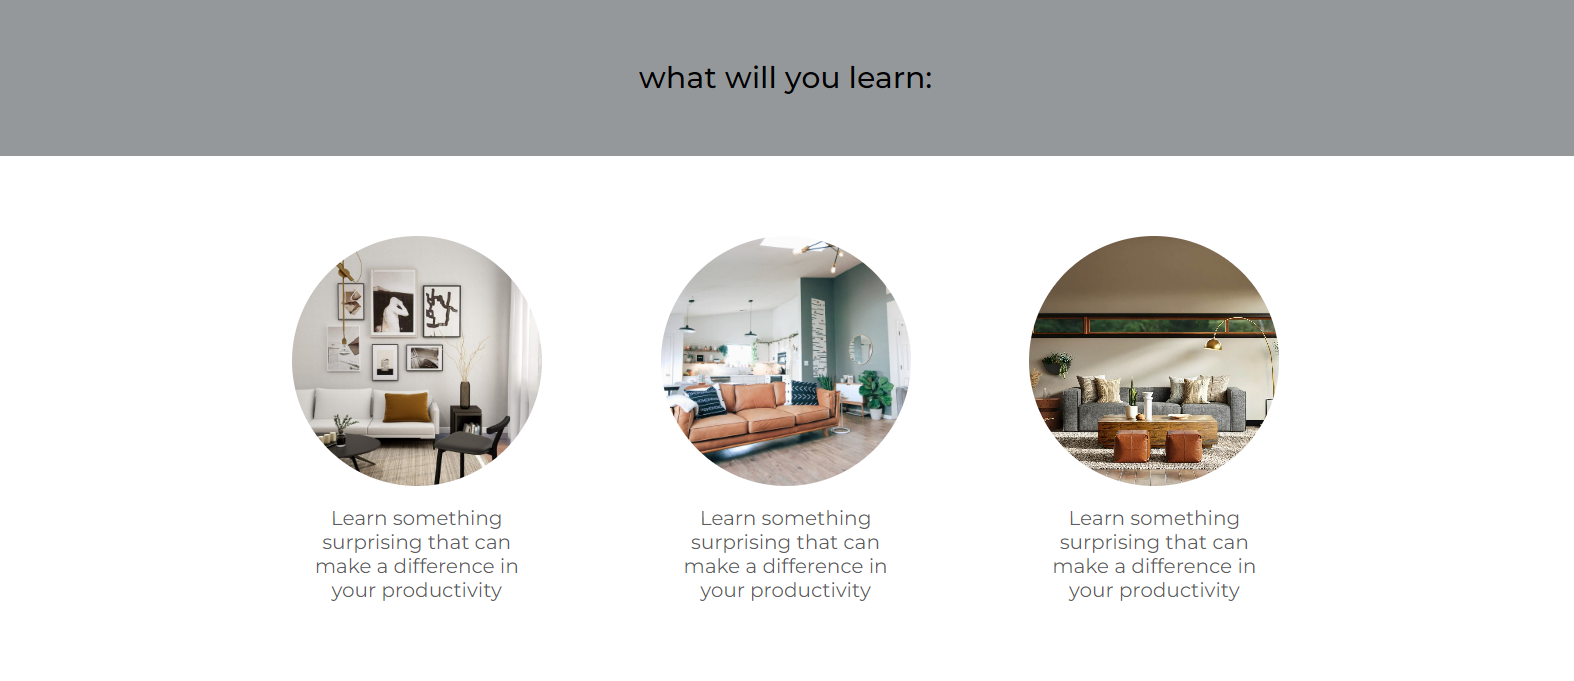 what will you learn:
Learn something
surprising that can
make a difference in
your productivity
Learn something
surprising that can
make a difference in
your productivity
Learn something
surprising that can
make a difference in
your productivity